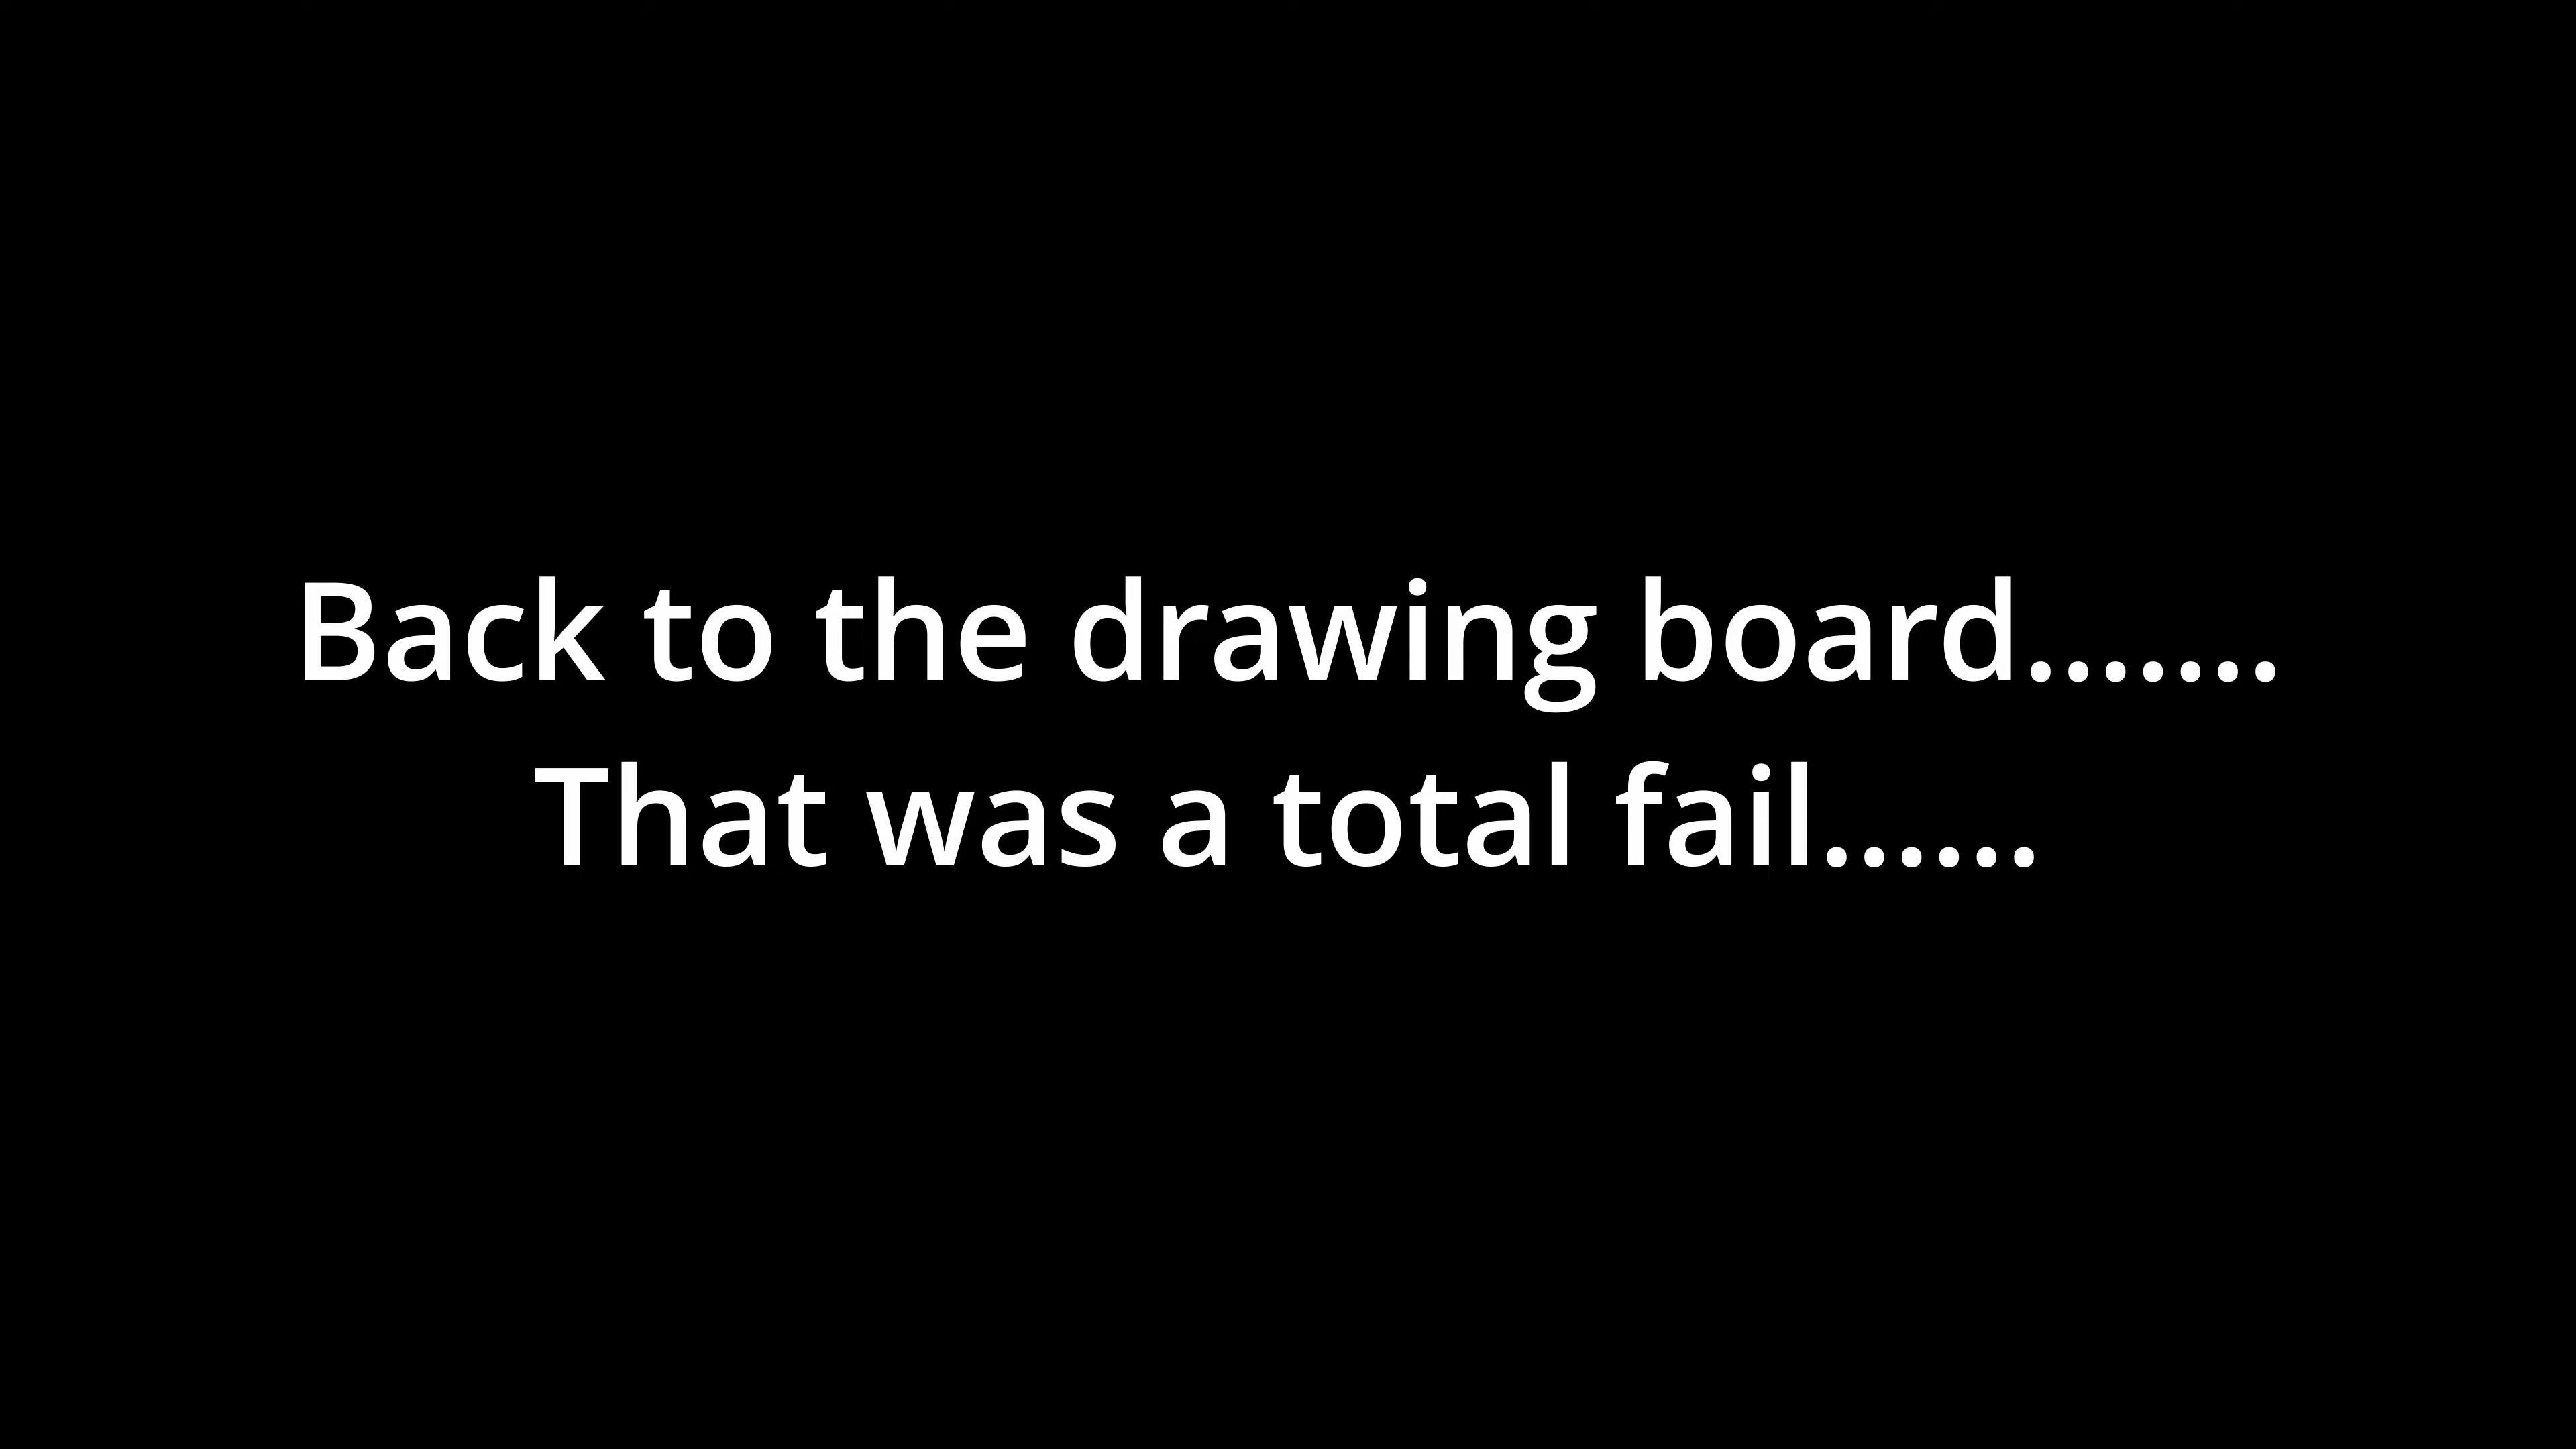 Back to the drawing board.......
That was a total fail......